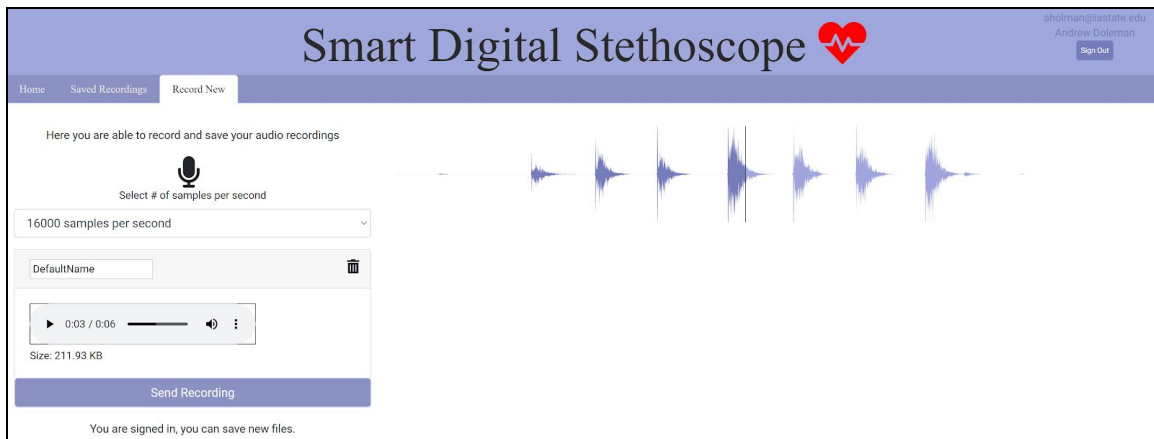 Smart Digital Stethoscope
aholman@iastate.edu
Andrew Doleman
Sign Out
Home Saved Recordings Record New
Here you are able to record and save your audio recordings
Select # of samples per second
16000 samples per second
DefaultName
0:03 / 0:06
Size: 211.93 KB
Send Recording
You are signed in, you can save new files.